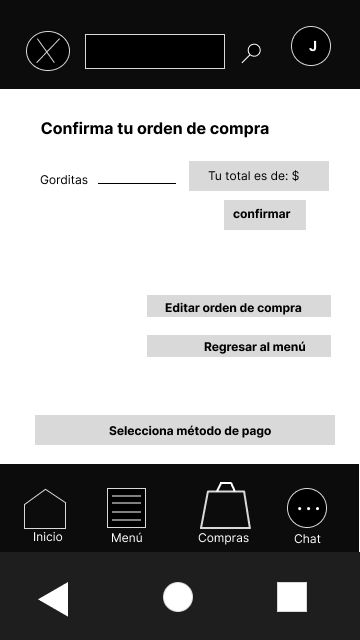 J
Confirma tu orden de compra
Gorditas
Tu total es de: $
confirmar
Editar orden de compra
Regresar al menú
Selecciona método de pago
Inicio
Menú
Compras
Chat